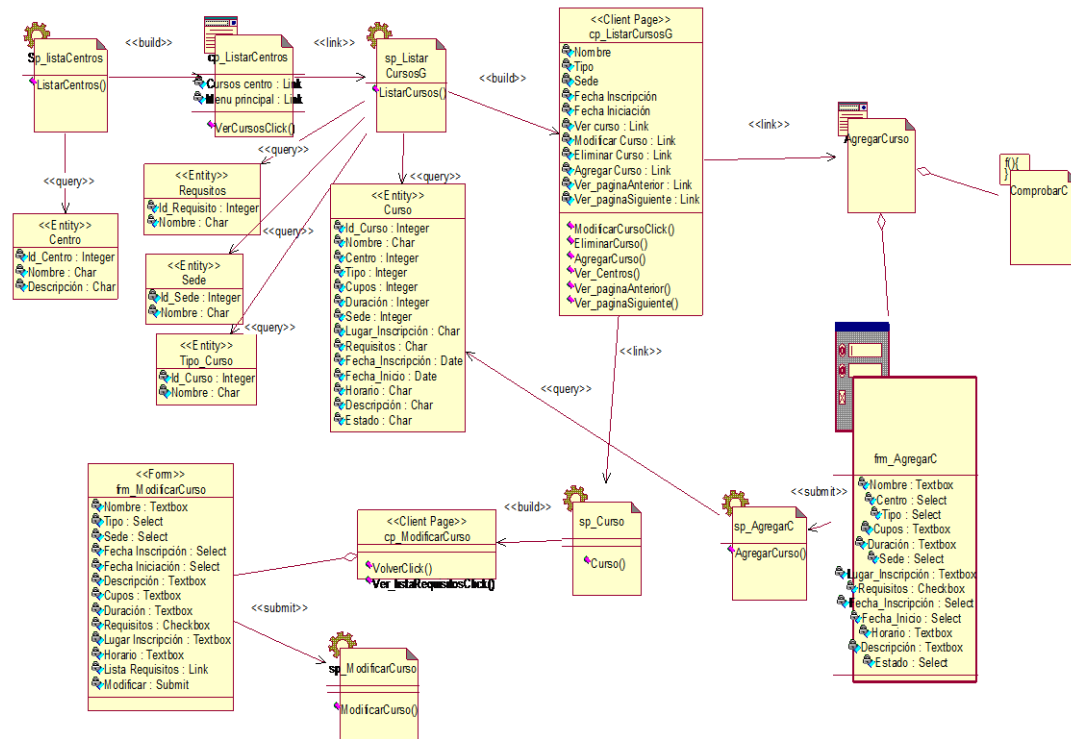 Sp_listaCentros
ListarCentros()
<<build>>
cp_ListarCentros
Cursos centro : Link
Menu principal : Link
VerCursosClick()
<<link>>
sp_Listar
CursosG
ListarCursos()
<<build>>
<<Client Page>>
cp_ListarCursosG
Nombre
Tipo
Sede
Fecha Inscripción
Fecha Iniciación
Ver curso : Link
Modificar Curso : Link
Eliminar Curso : Link
Agregar Curso : Link
Ver_paginaAnterior : Link
Ver_paginaSiguiente : Link
ModificarCursoClick()
EliminarCurso()
AgregarCurso()
Ver_Centros()
Ver_paginaAnterior()
Ver_paginaSiguiente()
<<link>>
AgregarCurso
f(){
}
ComprobarC
<<query>>
<<Entity>>
Centro
Id_Centro : Integer
Nombre : Char
Descripción : Char
<<query>>
<<Entity>>
Requsitos
Id_Requisito : Integer
Nombre : Char
<<query>>
<<Entity>>
Sede
Id_Sede : Integer
Nombre : Char
<<query>>
<<Entity>>
Tipo_Curso
Id_Curso : Integer
Nombre : Char
<<query>>
<<Entity>>
Curso
Id_Curso : Integer
Nombre : Char
Centro : Integer
Tipo : Integer
Cupos : Integer
Duración : Integer
Sede : Integer
Lugar_Inscripción : Char
Requisitos : Char
Fecha_Inscripción : Date
Fecha_Inicio : Date
Horario : Char
Descripción : Char
Estado : Char
<<link>>
<<query>>
frm_AgregarC
Nombre : Textbox
Centro : Select
Tipo : Select
Cupos : Textbox
Duración : Textbox
Sede : Select
Lugar_Inscripción : Textbox
Requisitos : Checkbox
Fecha_Inscripción : Select
Fecha_Inicio : Select
Horario : Textbox
Descripción : Textbox
Estado : Select
<<submit>>
sp_AgregarC
AgregarCurso()
sp_Curso
Curso()
<<build>>
<<Client Page>>
cp_ModificarCurso
VolverClick()
Ver_listaRequisitosClick()
<<Form>>
frm_ModificarCurso
Nombre : Textbox
Tipo : Select
Sede : Select
Fecha Inscripción : Select
Fecha Iniciación : Select
Descripción : Textbox
Cupos : Textbox
Duración : Textbox
Requisitos : Checkbox
Lugar Inscripción : Textbox
Horario : Textbox
Lista Requisitos : Link
Modificar : Submit
<<submit>>
sp_ModificarCurso
ModificarCurso()